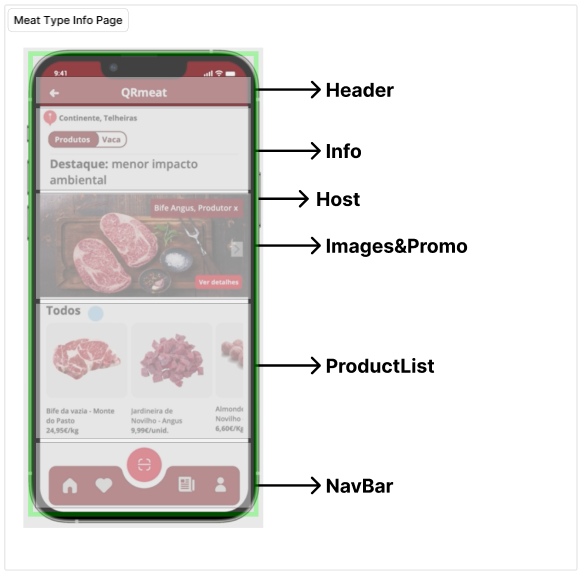 Meat Type Info Page
9:41
QRmeat
Header
Continente, Telheiras
Produtos Vaca
Info
Destaque: menor impacto
ambiental
Host
Bife Angus, Produtor x
Images&Promo
Ver detalhes
Todos
ProductList
Bife da vazia - Monte
do Pasto
24,95€/kg
Jardineira de
Novilho - Angus
9,99€/unid.
Almond
Novilho
6,60€/Kg
NavBar